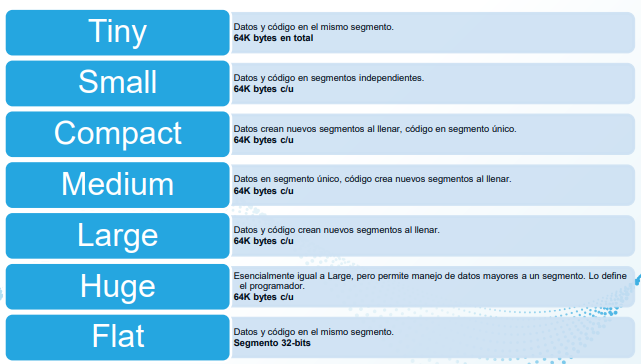 Tiny
Datos y código en el mismo segmento.
64K bytes en total
Small
Datos y código en segmentos independientes.
64K bytes c/u
Compact
Datos crean nuevos segmentos al llenar, código en segmento único.
64K bytes c/u
Medium
Datos en segmento único, código crea nuevos segmentos al llenar.
64K bytes c/u
Large
Datos y código crean nuevos segmentos al llenar.
64K bytes c/u
Huge
Esencialmente igual a Large, pero permite manejo de datos mayores a un segmento. Lo define
el programador.
64K bytes c/u
Flat
Datos y código en el mismo segmento.
Segmento 32-bits